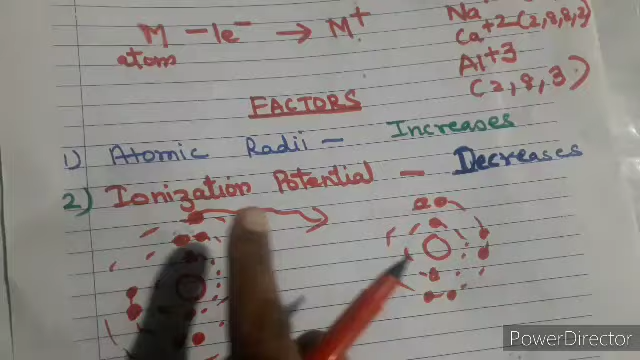 Na
M - 1e⁻ → M⁺
atom
Ca+2-(2,8,8,2)
Al+3
(2,8,3)
FACTORS
1) Atomic Radii - Increases
2) Ionization Potential - Decreases
PowerDirector